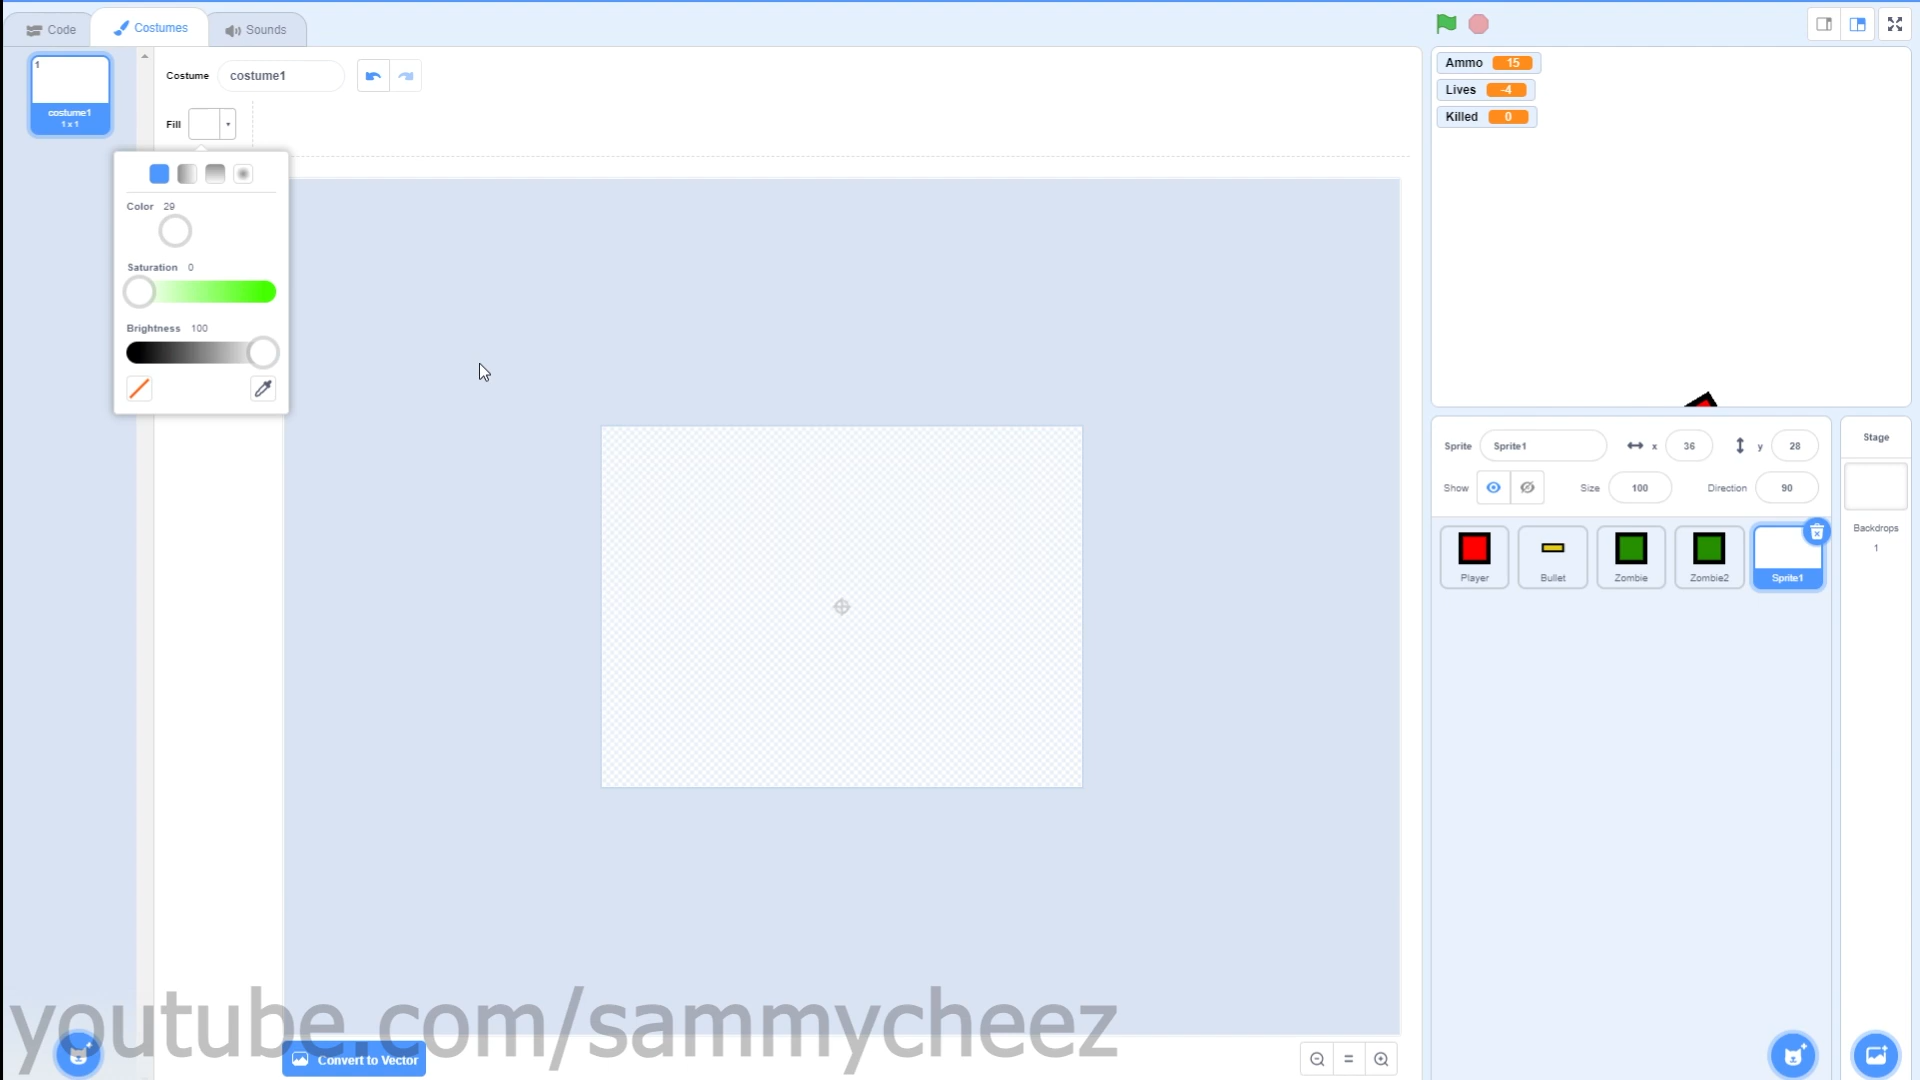 Code
Costumes
Sounds
1
costume1
1 x 1
Costume
costume1
Fill
Color 29
Saturation 0
Brightness 100
Convert to Vector
Ammo 15
Lives -4
Killed 0
Sprite
Sprite1
x
36
y
28
Show
Size
100
Direction
90
Player
Bullet
Zombie
Zombie2
Sprite1
Stage
Backdrops
1
youtube.com/sammycheez